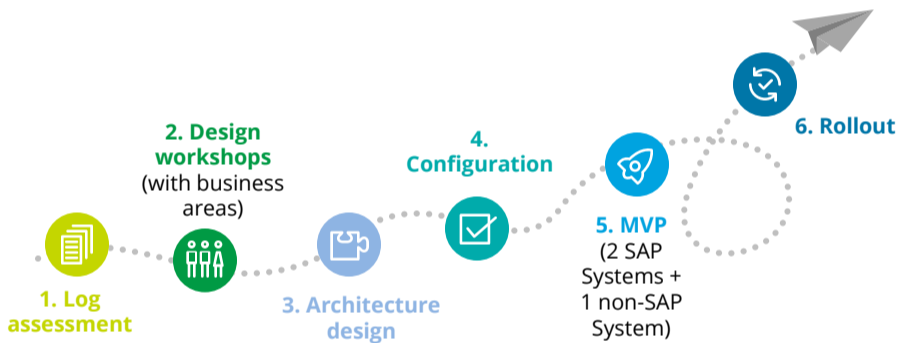 1. Log
assessment
2. Design
workshops
(with business
areas)
3. Architecture
design
4.
Configuration
5. MVP
(2 SAP
Systems +
1 non-SAP
System)
6. Rollout